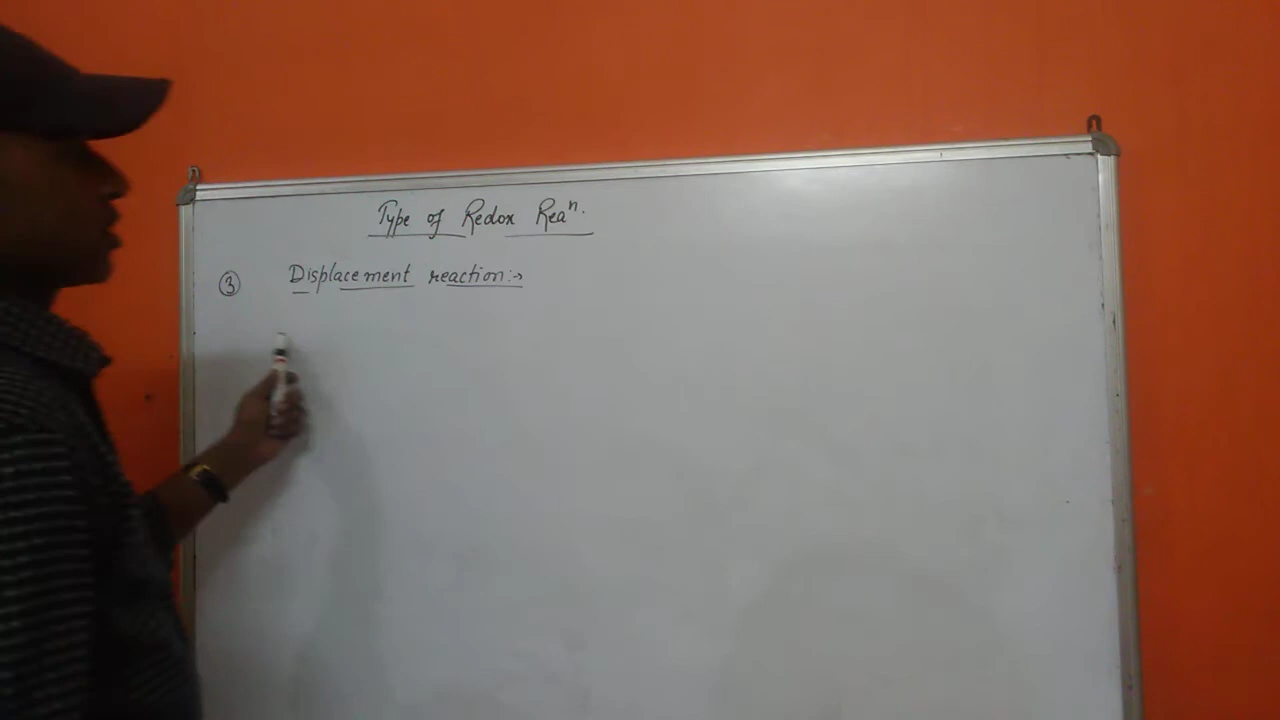 Type of Redox Reaⁿ.
③ Displacement reaction:→